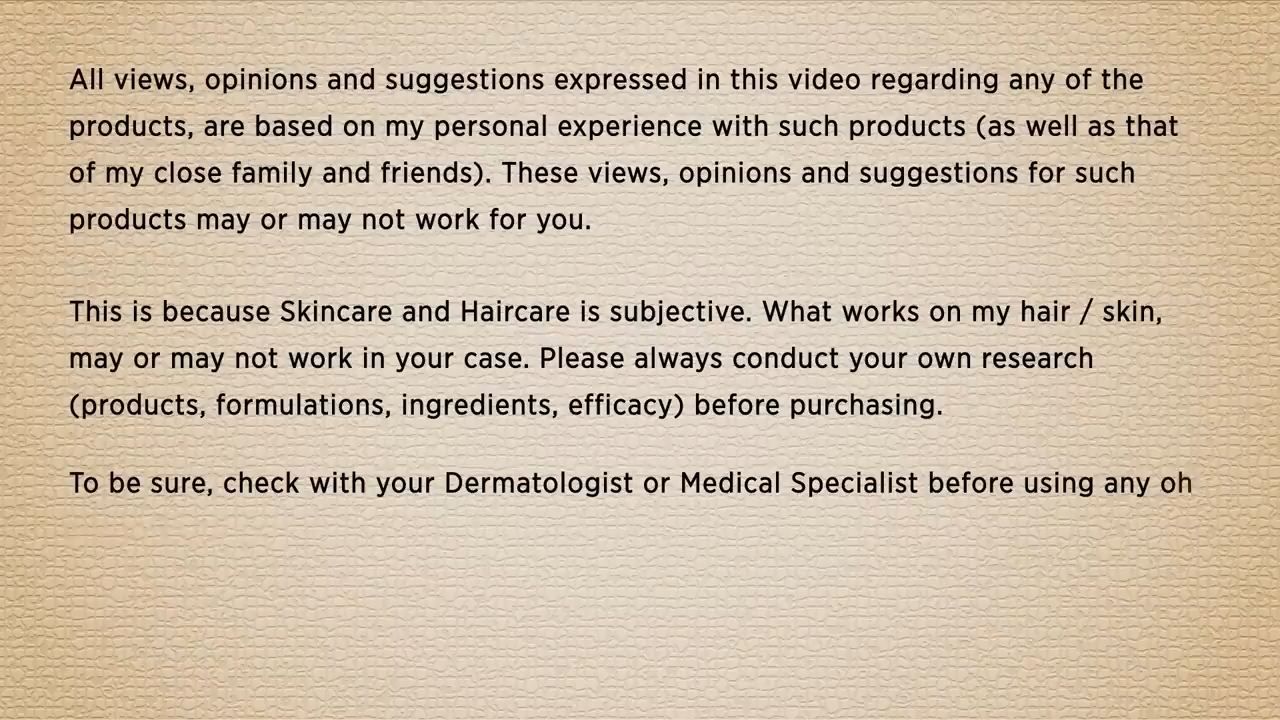 All views, opinions and suggestions expressed in this video regarding any of the
products, are based on my personal experience with such products (as well as that
of my close family and friends). These views, opinions and suggestions for such
products may or may not work for you.
This is because Skincare and Haircare is subjective. What works on my hair / skin,
may or may not work in your case. Please always conduct your own research
(products, formulations, ingredients, efficacy) before purchasing.
To be sure, check with your Dermatologist or Medical Specialist before using any oh